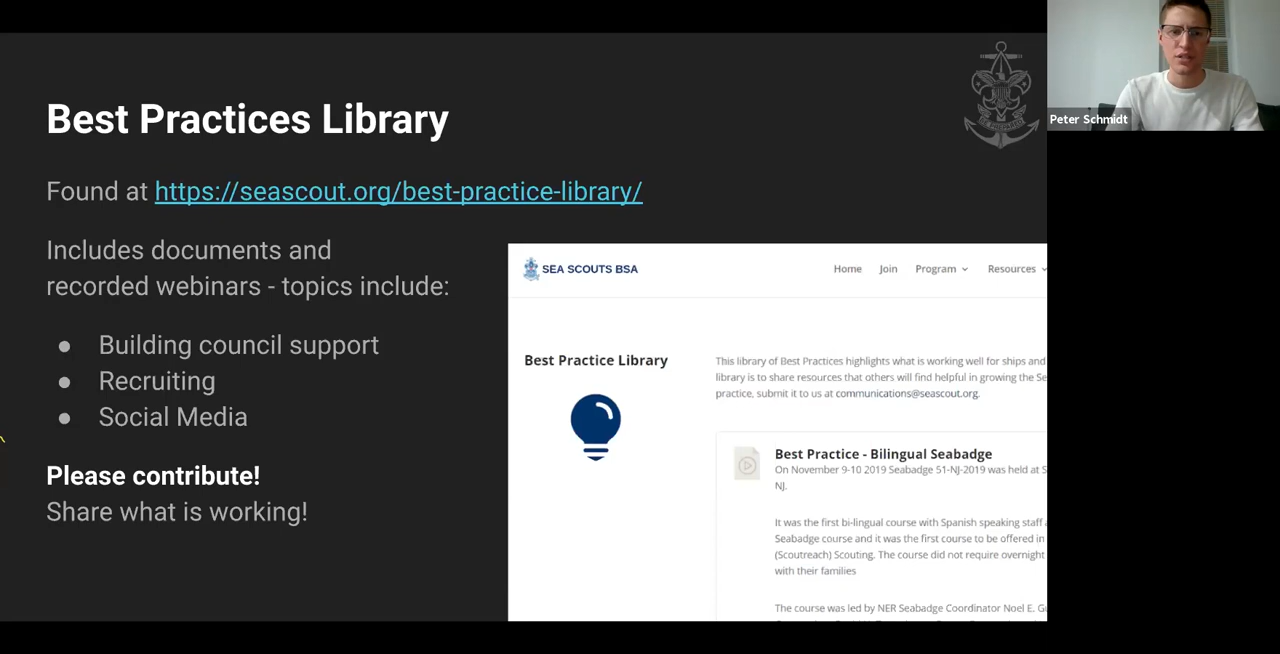 Best Practices Library
Found at https://seascout.org/best-practice-library/
Includes documents and
recorded webinars - topics include:
● Building council support
● Recruiting
● Social Media
Please contribute!
Share what is working!
SEA SCOUTS BSA
Home Join Program Resources
Best Practice Library
This library of Best Practices highlights what is working well for ships and
library is to share resources that others will find helpful in growing the Se
practice, submit it to us at communications@seascout.org.
Best Practice - Bilingual Seabadge
On November 9-10 2019 Seabadge 51-NJ-2019 was held at S
NJ.
It was the first bi-lingual course with Spanish speaking staff a
Seabadge course and it was the first course to be offered in
(Scoutreach) Scouting. The course did not require overnight
with their families
The course was led by NER Seabadge Coordinator Noel E. Gu
Peter Schmidt